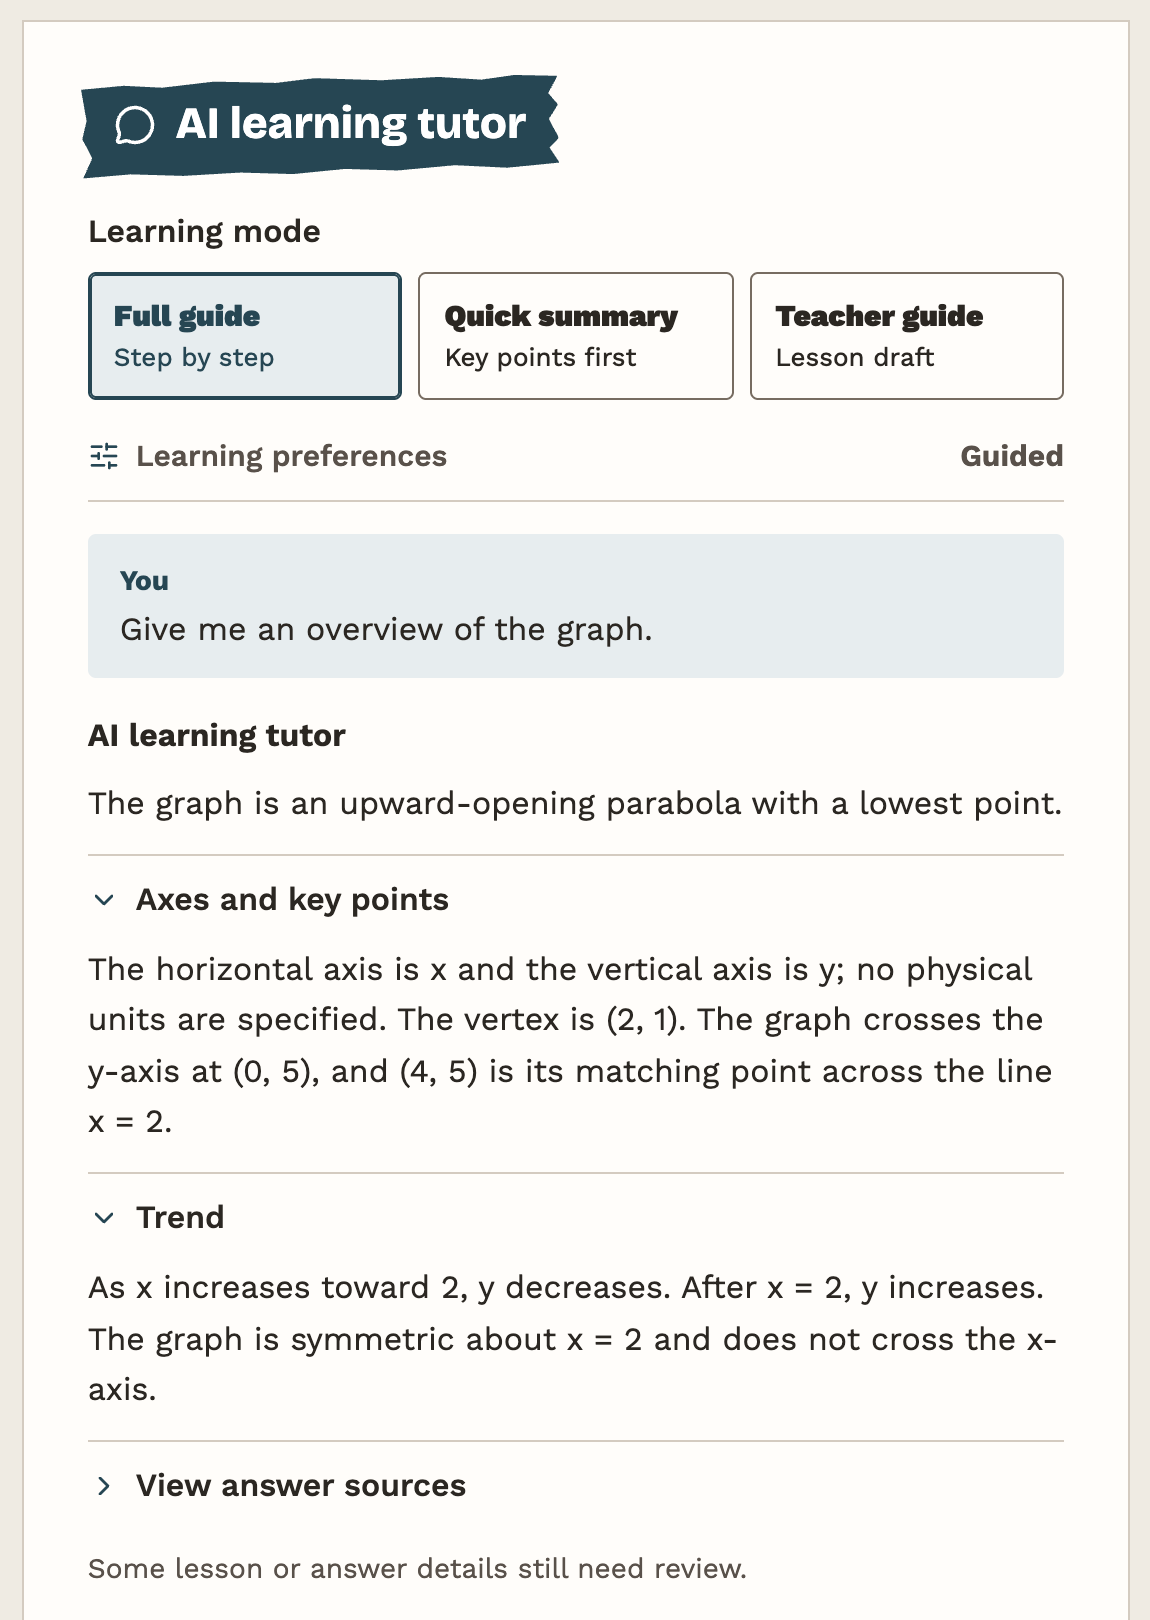 AI learning tutor
Learning mode
Full guide
Step by step
Quick summary
Key points first
Teacher guide
Lesson draft
Learning preferences
Guided
You
Give me an overview of the graph.
AI learning tutor
The graph is an upward-opening parabola with a lowest point.
Axes and key points
The horizontal axis is x and the vertical axis is y; no physical
units are specified. The vertex is (2, 1). The graph crosses the
y-axis at (0, 5), and (4, 5) is its matching point across the line
x = 2.
Trend
As x increases toward 2, y decreases. After x = 2, y increases.
The graph is symmetric about x = 2 and does not cross the x-
axis.
View answer sources
Some lesson or answer details still need review.